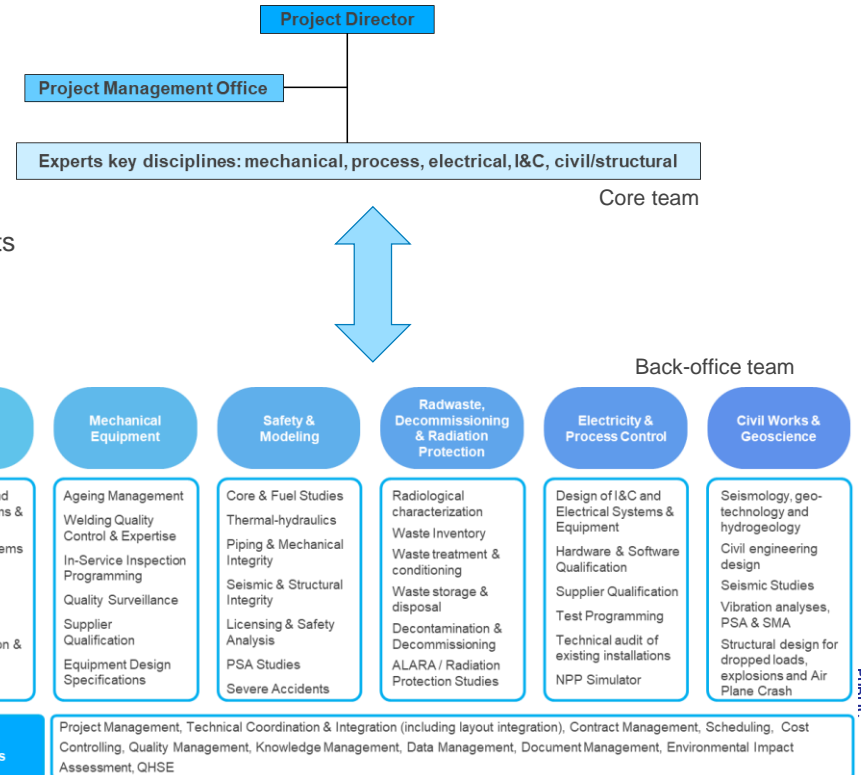 Project Director
Project Management Office
Experts key disciplines: mechanical, process, electrical, I&C, civil/structural
Core team
Back-office team
Mechanical
Equipment
Ageing Management
Welding Quality
Control & Expertise
In-Service Inspection
Programming
Quality Surveillance
Supplier
Qualification
Equipment Design
Specifications
Safety &
Modeling
Core & Fuel Studies
Thermal-hydraulics
Piping & Mechanical
Integrity
Seismic & Structural
Integrity
Licensing & Safety
Analysis
PSA Studies
Severe Accidents
Radwaste,
Decommissioning
& Radiation
Protection
Radiological
characterization
Waste Inventory
Waste treatment &
conditioning
Waste storage &
disposal
Decontamination &
Decommissioning
ALARA / Radiation
Protection Studies
Electricity &
Process Control
Design of I&C and
Electrical Systems &
Equipment
Hardware & Software
Qualification
Supplier Qualification
Test Programming
Technical audit of
existing installations
NPP Simulator
Civil Works &
Geoscience
Seismology, geo-
technology and
hydrogeology
Civil engineering
design
Seismic Studies
Vibration analyses,
PSA & SMA
Structural design for
dropped loads,
explosions and Air
Plane Crash
Project Management, Technical Coordination & Integration (including layout integration), Contract Management, Scheduling, Cost
Controlling, Quality Management, Knowledge Management, Data Management, Document Management, Environmental Impact
Assessment, QHSE